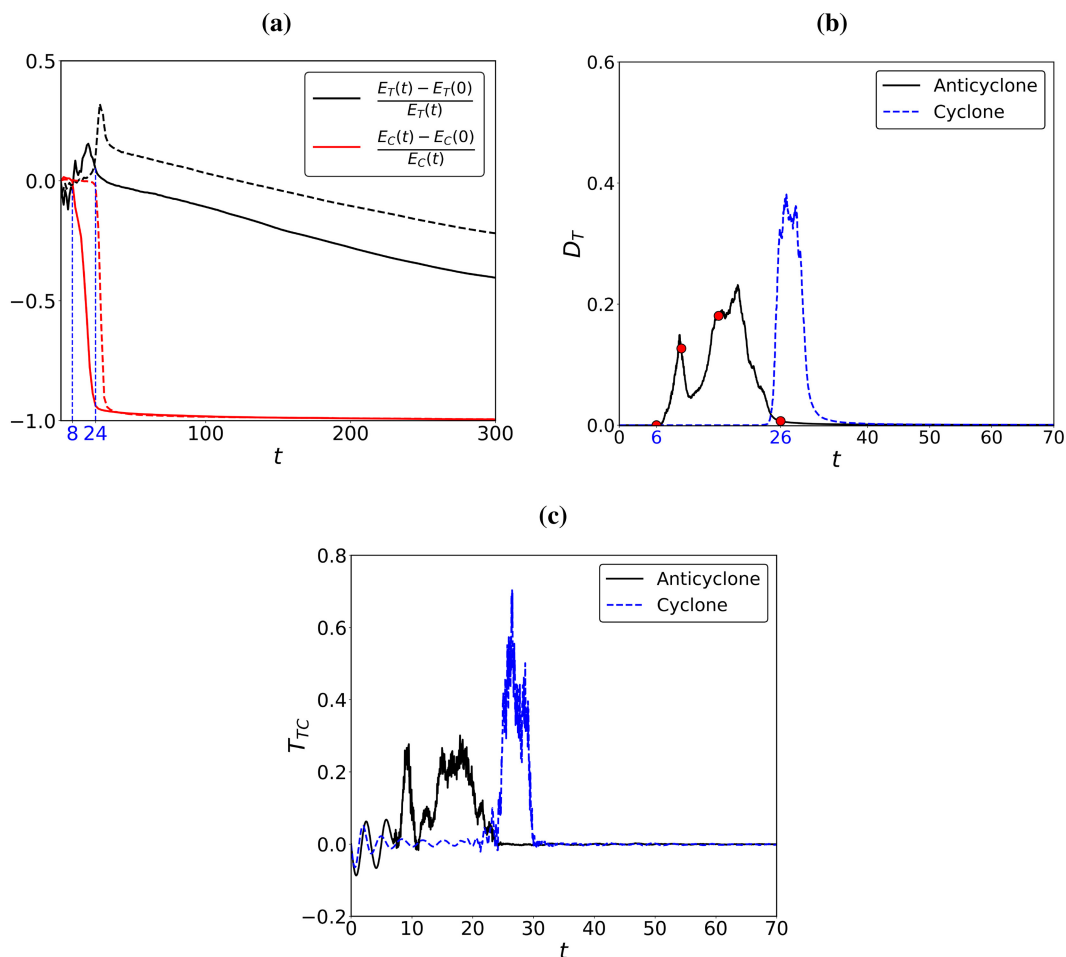 (a)
0.5
0.0
−0.5
−1.0
8 24 100 200 300
t
E_T(t) − E_T(0)
E_T(t)
E_C(t) − E_C(0)
E_C(t)
(b)
0.6
0.4
0.2
0.0
D_T
0 6 26 40 50 60 70
t
Anticyclone
Cyclone
(c)
0.8
0.6
0.4
0.2
0.0
−0.2
T_{TC}
0 10 20 30 40 50 60 70
t
Anticyclone
Cyclone